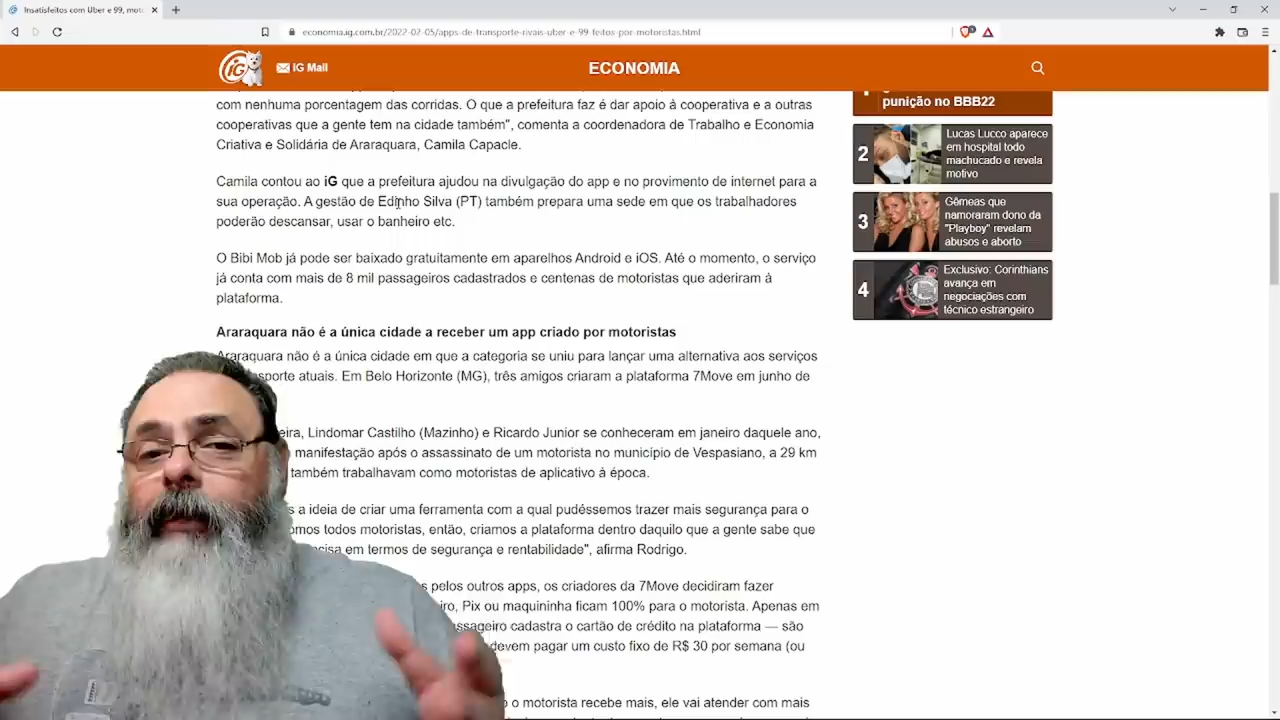 Insatisfeitos com Uber e 99, mot
economia.ig.com.br/2022-02-05/apps-de-transporte-rivais-uber-e-99-feitos-por-motoristas.html
iG
iG Mail
ECONOMIA
com nenhuma porcentagem das corridas. O que a prefeitura faz é dar apoio à cooperativa e a outras
cooperativas que a gente tem na cidade também", comenta a coordenadora de Trabalho e Economia
Criativa e Solidária de Araraquara, Camila Capacle.
Camila contou ao iG que a prefeitura ajudou na divulgação do app e no provimento de internet para a
sua operação. A gestão de Edinho Silva (PT) também prepara uma sede em que os trabalhadores
poderão descansar, usar o banheiro etc.
O Bibi Mob já pode ser baixado gratuitamente em aparelhos Android e iOS. Até o momento, o serviço
já conta com mais de 8 mil passageiros cadastrados e centenas de motoristas que aderiram à
plataforma.
Araraquara não é a única cidade a receber um app criado por motoristas
Araraquara não é a única cidade em que a categoria se uniu para lançar uma alternativa aos serviços
sporte atuais. Em Belo Horizonte (MG), três amigos criaram a plataforma 7Move em junho de
eira, Lindomar Castilho (Mazinho) e Ricardo Junior se conheceram em janeiro daquele ano,
manifestação após o assassinato de um motorista no município de Vespasiano, a 29 km
também trabalhavam como motoristas de aplicativo à época.
s a ideia de criar uma ferramenta com a qual pudéssemos trazer mais segurança para o
omos todos motoristas, então, criamos a plataforma dentro daquilo que a gente sabe que
cisa em termos de segurança e rentabilidade", afirma Rodrigo.
s pelos outros apps, os criadores da 7Move decidiram fazer
iro, Pix ou maquininha ficam 100% para o motorista. Apenas em
ssageiro cadastra o cartão de crédito na plataforma — são
devem pagar um custo fixo de R$ 30 por semana (ou
o motorista recebe mais, ele vai atender com mais
punição no BBB22
2
Lucas Lucco aparece
em hospital todo
machucado e revela
motivo
3
Gêmeas que
namoraram dono da
"Playboy" revelam
abusos e aborto
4
Exclusivo: Corinthians
avança em
negociações com
técnico estrangeiro